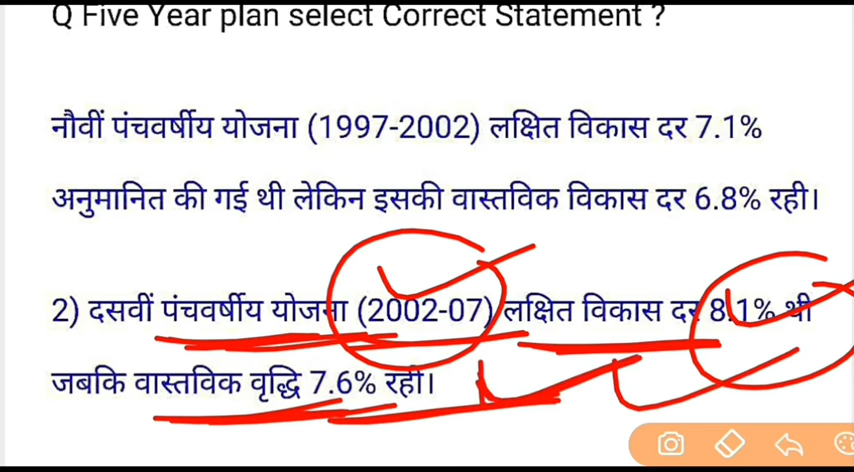 Q Five Year plan select Correct Statement ?
नौवीं पंचवर्षीय योजना (1997-2002) लक्षित विकास दर 7.1%
अनुमानित की गई थी लेकिन इसकी वास्तविक विकास दर 6.8% रही।
2) दसवीं पंचवर्षीय योजना (2002-07) लक्षित विकास दर 8.1% थी
जबकि वास्तविक वृद्धि 7.6% रही।